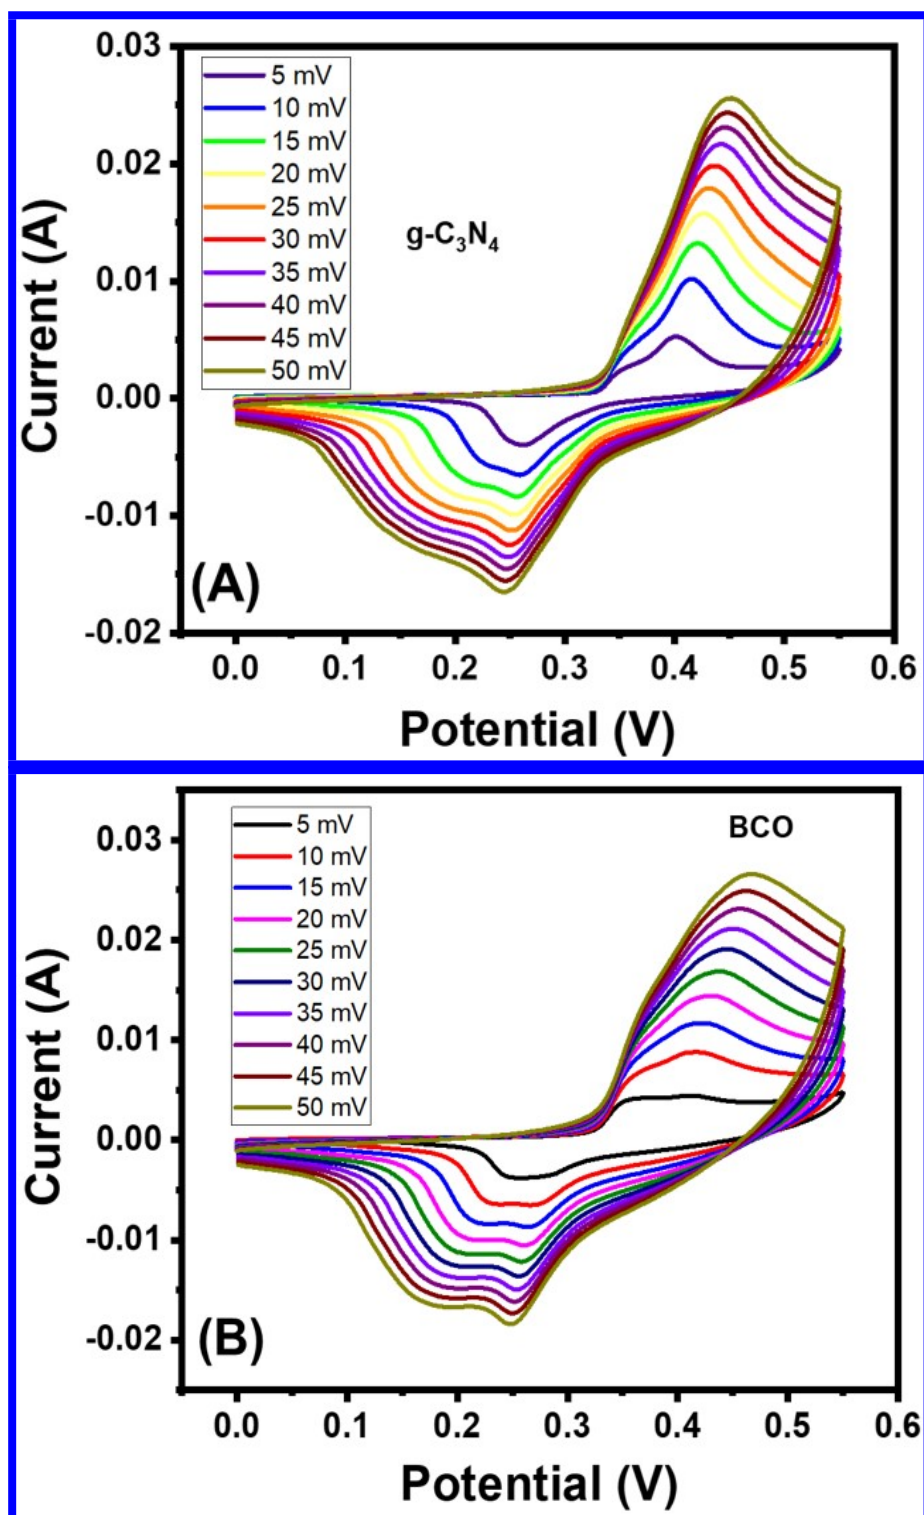 0.03
0.02
0.01
0.00
-0.01
-0.02
Current (A)
5 mV
10 mV
15 mV
20 mV
25 mV
30 mV
35 mV
40 mV
45 mV
50 mV
g-C₃N₄
(A)
0.0 0.1 0.2 0.3 0.4 0.5 0.6
Potential (V)
0.03
0.02
0.01
0.00
-0.01
-0.02
Current (A)
5 mV
10 mV
15 mV
20 mV
25 mV
30 mV
35 mV
40 mV
45 mV
50 mV
BCO
(B)
0.0 0.1 0.2 0.3 0.4 0.5 0.6
Potential (V)